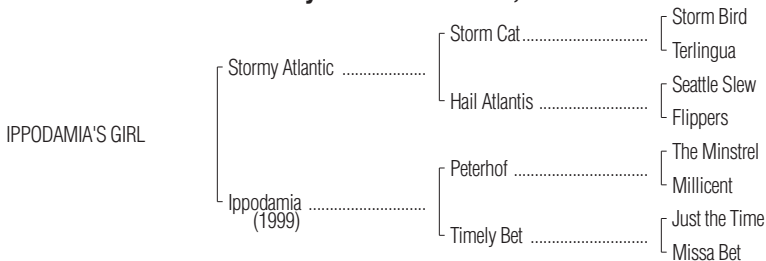 Storm Bird
Storm Cat....................................
Terlingua
Stormy Atlantic .....................
Seattle Slew
Hail Atlantis ...............................
Flippers
IPPODAMIA'S GIRL
The Minstrel
Peterhof ......................................
Millicent
Ippodamia .................................
(1999)
Just the Time
Timely Bet .................................
Missa Bet